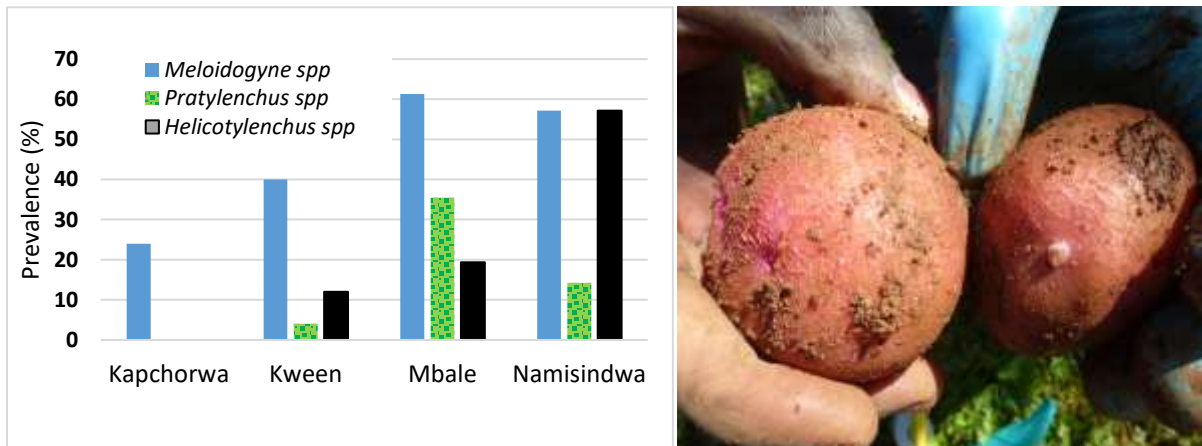 70
60
50
40
30
20
10
0
Prevalence (%)
Meloidogyne spp
Pratylenchus spp
Helicotylenchus spp
Kapchorwa Kween Mbale Namisindwa